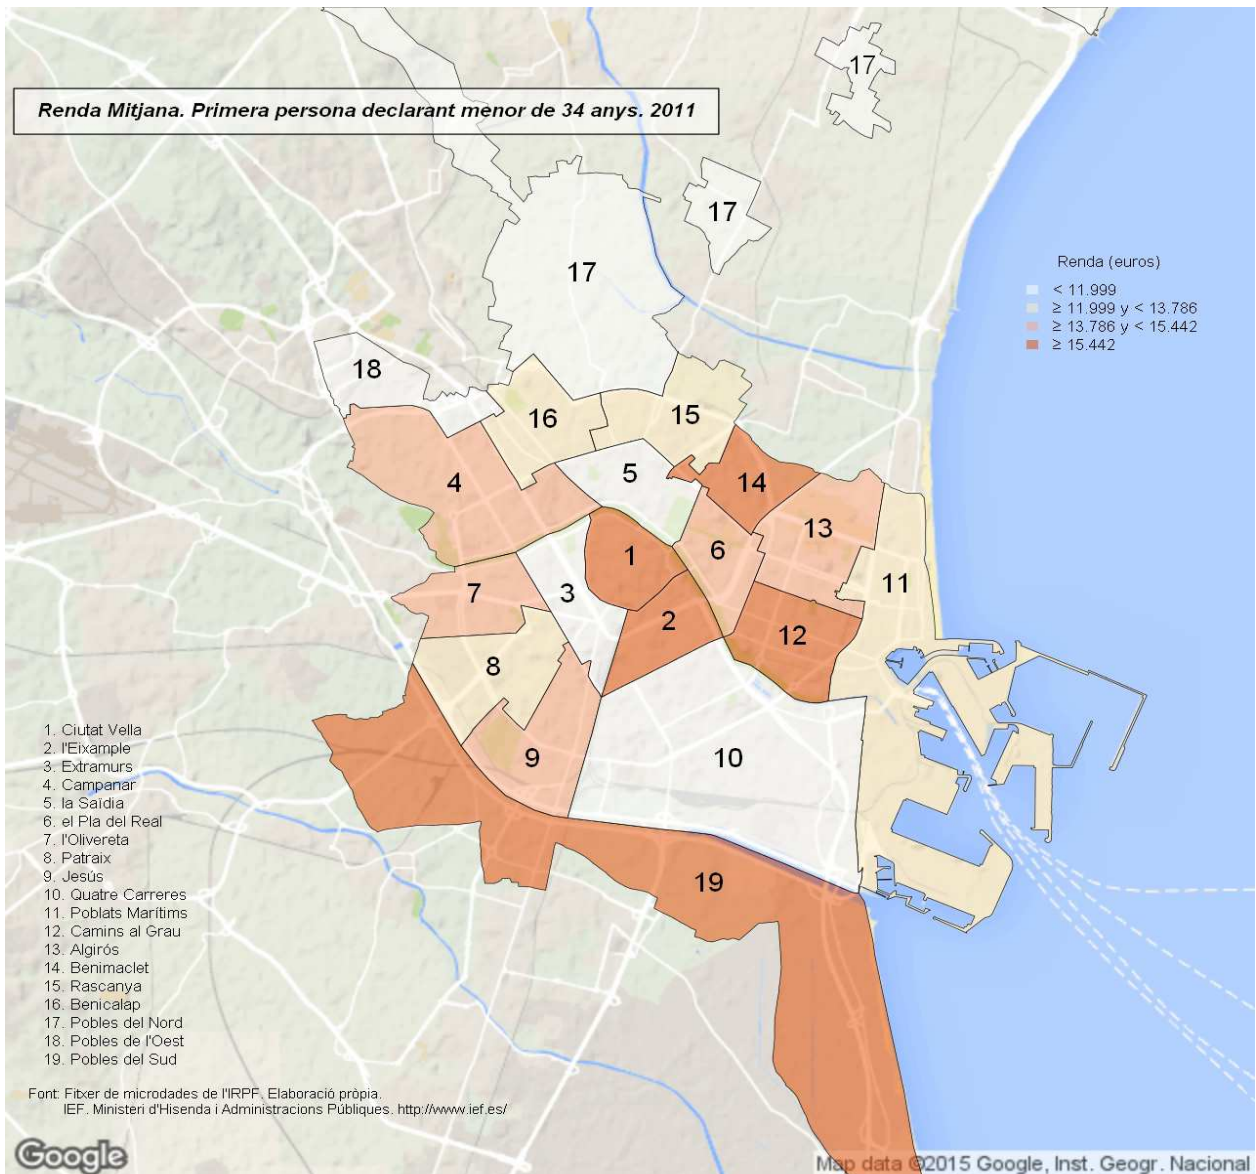 Renda Mitjana. Primera persona declarant menor de 34 anys. 2011
17
17
17
Renda (euros)
< 11.999
≥ 11.999 y < 13.786
≥ 13.786 y < 15.442
≥ 15.442
18
16
15
5
14
4
13
6
1
11
3
7
2
12
8
10
9
19
1. Ciutat Vella
2. l'Eixample
3. Extramurs
4. Campanar
5. la Saïdia
6. el Pla del Real
7. l'Olivereta
8. Patraix
9. Jesús
10. Quatre Carreres
11. Poblats Marítims
12. Camins al Grau
13. Algirós
14. Benimaclet
15. Rascanya
16. Benicalap
17. Pobles del Nord
18. Pobles de l'Oest
19. Pobles del Sud
Font: Fitxer de microdades de l'IRPF. Elaboració pròpia.
IEF. Ministeri d'Hisenda i Administracions Públiques. http://www.ief.es/
Google
Map data ©2015 Google, Inst. Geogr. Nacional